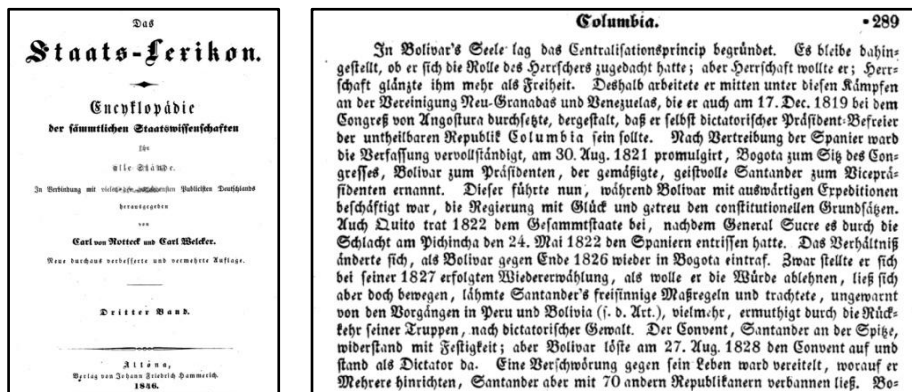 Das
Staats-Lexikon.
Encyklopädie
der sämmtlichen Staatswissenschaften
für
alle Stände.
In Verbindung mit vielen der angesehensten Publicisten Deutschlands
herausgegeben
von
Carl von Rotteck und Carl Welcker.
Neue durchaus verbesserte und vermehrte Auflage.
Dritter Band.
Altona,
Verlag von Johann Friedrich Hammerich.
1846.
Columbia. 289
In Bolivar's Seele lag das Centralisationsprincip begründet. Es bleibe dahin-
gestellt, ob er sich die Rolle des Herrschers zugedacht hatte; aber Herrschaft wollte er; Herr-
schaft glänzte ihm mehr als Freiheit. Deshalb arbeitete er mitten unter diesen Kämpfen
an der Vereinigung Neu-Granadas und Venezuelas, die er auch am 17. Dec. 1819 bei dem
Congreß von Angostura durchsetzte, dergestalt, daß er selbst dictatorischer Präsident-Befreier
der untheilbaren Republik Columbia sein sollte. Nach Vertreibung der Spanier ward
die Verfassung vervollständigt, am 30. Aug. 1821 promulgirt, Bogota zum Sitz des Con-
gresses, Bolivar zum Präsidenten, der gemäßigte, geistvolle Santander zum Viceprä-
sidenten ernannt. Dieser führte nun, während Bolivar mit auswärtigen Expeditionen
beschäftigt war, die Regierung mit Glück und getreu den constitutionellen Grundsätzen.
Auch Quito trat 1822 dem Gesammtstaate bei, nachdem General Sucre es durch die
Schlacht am Pichincha den 24. Mai 1822 den Spaniern entrissen hatte. Das Verhältniß
änderte sich, als Bolivar gegen Ende 1826 wieder in Bogota eintraf. Zwar stellte er sich
bei seiner 1827 erfolgten Wiedererwählung, als wolle er die Würde ablehnen, ließ sich
aber doch bewegen, lähmte Santander's freisinnige Maßregeln und trachtete, ungewarnt
von den Vorgängen in Peru und Bolivia (s. d. Art.), vielmehr, ermuthigt durch die Rück-
kehr seiner Truppen, nach dictatorischer Gewalt. Der Convent, Santander an der Spitze,
widerstand mit Festigkeit; aber Bolivar löste am 27. Aug. 1828 den Convent auf und
stand als Dictator da. Eine Verschwörung gegen sein Leben ward vereitelt, worauf er
Mehrere hinrichten, Santander aber mit 70 andern Republikanern verbannen ließ. Bo-